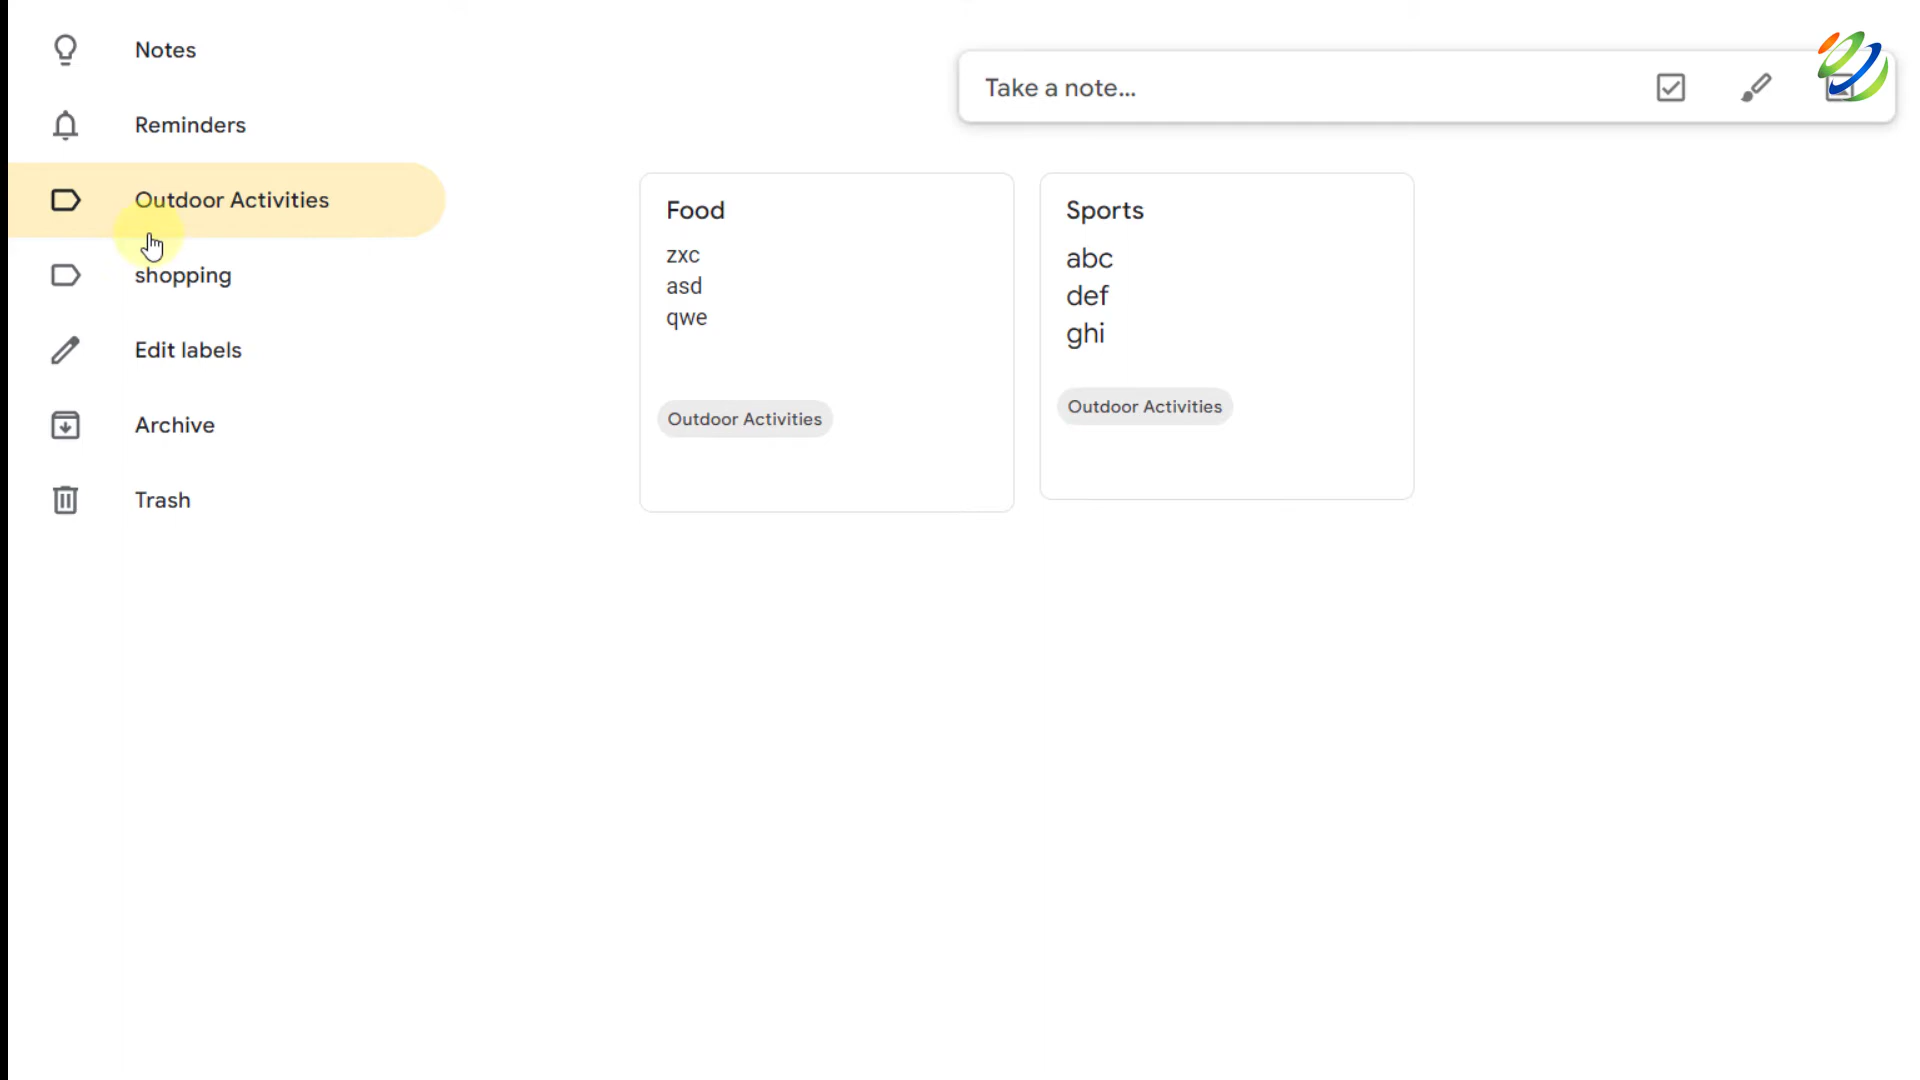 Notes
Reminders
Outdoor Activities
shopping
Edit labels
Archive
Trash
Take a note...
Food
zxc
asd
qwe
Outdoor Activities
Sports
abc
def
ghi
Outdoor Activities